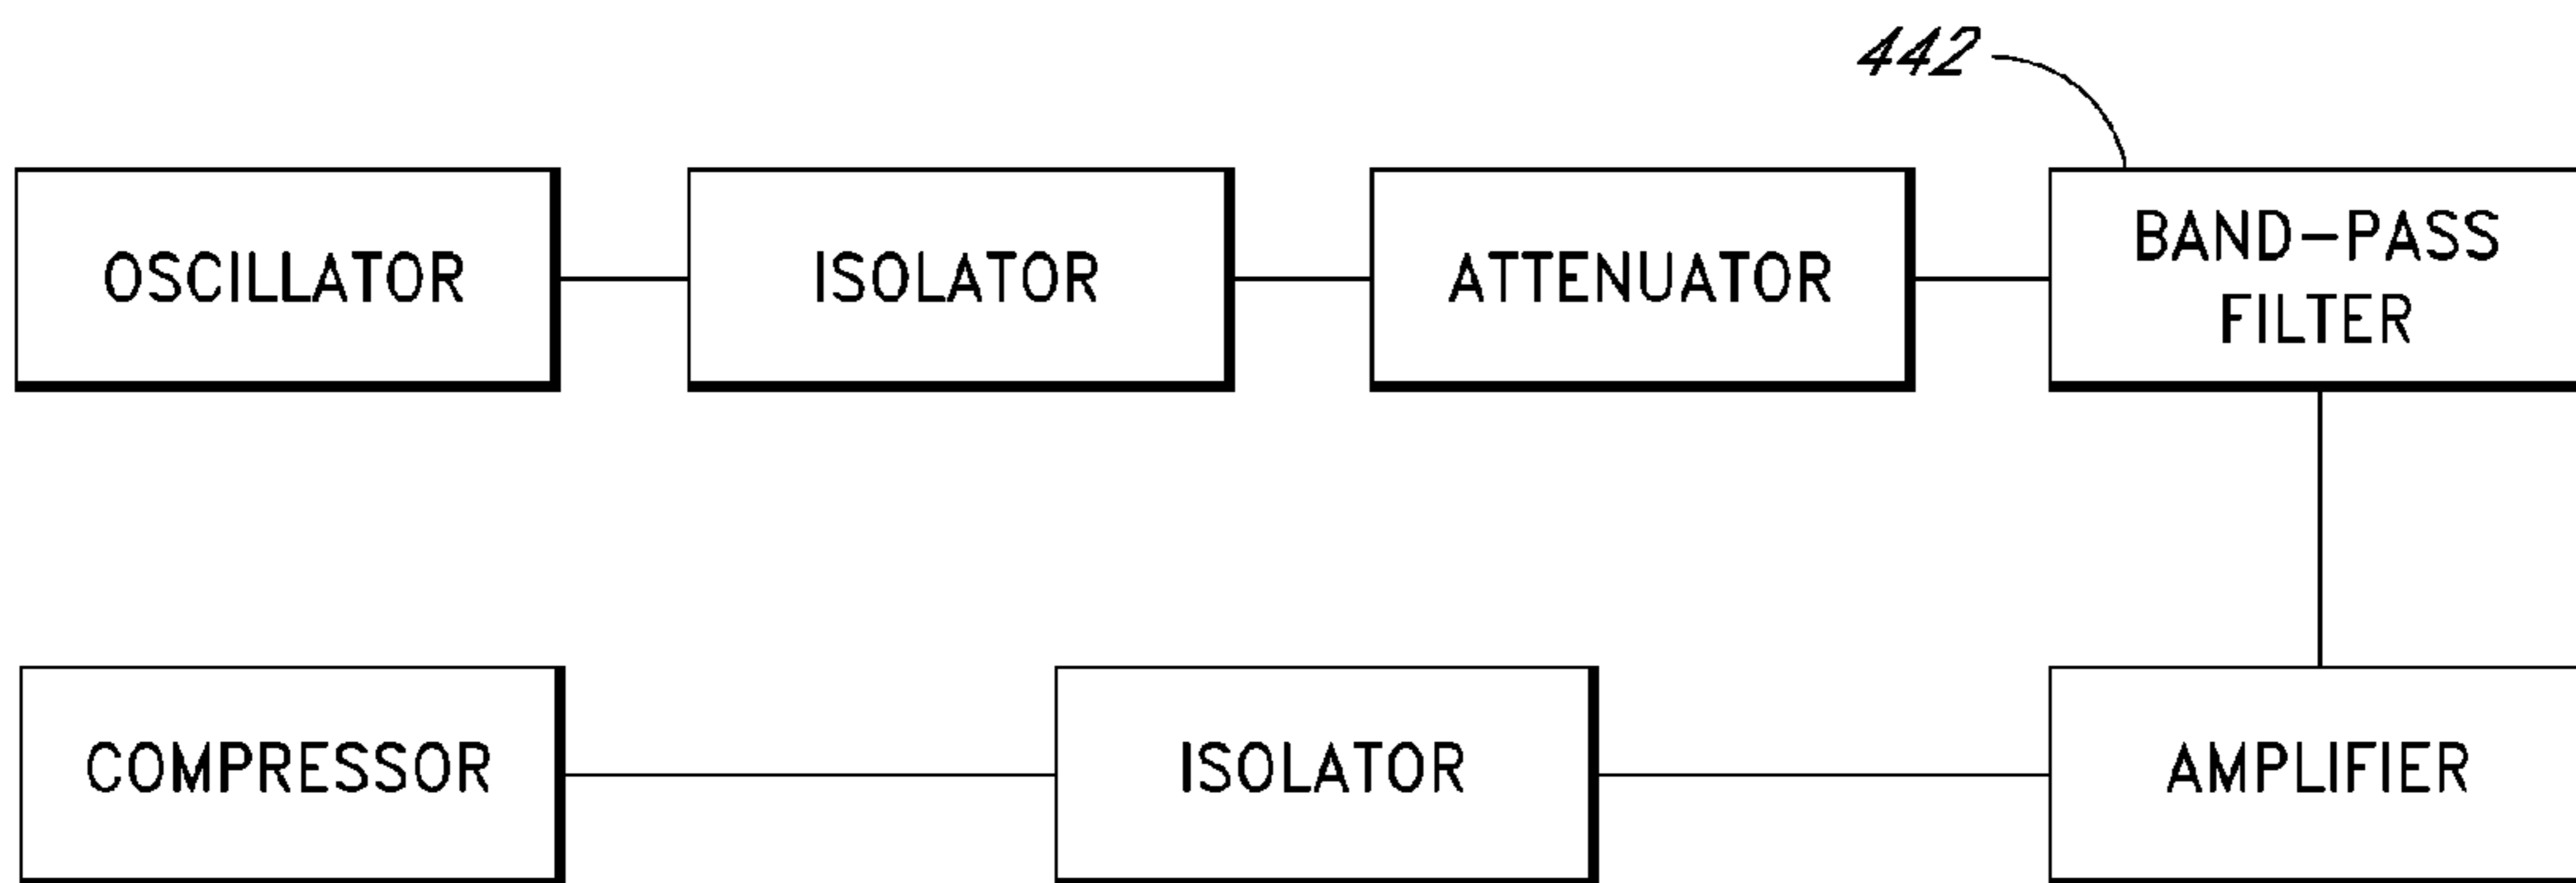 442
OSCILLATOR
ISOLATOR
ATTENUATOR
BAND-PASS
FILTER
COMPRESSOR
ISOLATOR
AMPLIFIER